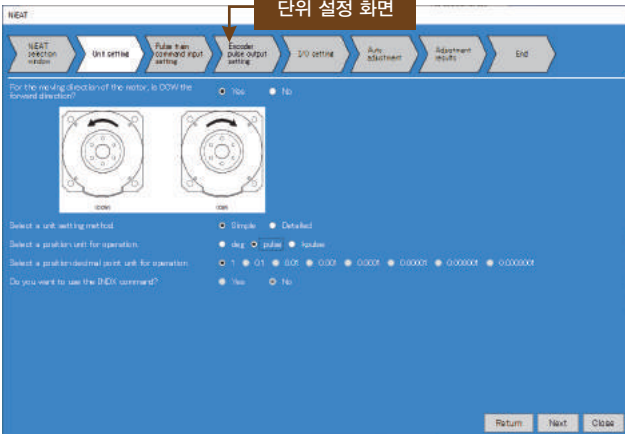 단위 설정 화면
NiEAT
NiEAT
selection
window
Unit setting
Pulse train
command input
setting
Encoder
pulse output
setting
I/O setting
Auto
adjustment
Adjustment
results
End
For the moving direction of the motor, is CCW the
forward direction?
Yes No
Select a unit setting method.
Simple Detailed
Select a position unit for operation.
deg pulse kpulse
Select a position decimal point unit for operation.
1 0.1 0.01 0.001 0.0001 0.00001 0.000001 0.0000001
Do you want to use the INDX command?
Yes No
Return Next Close